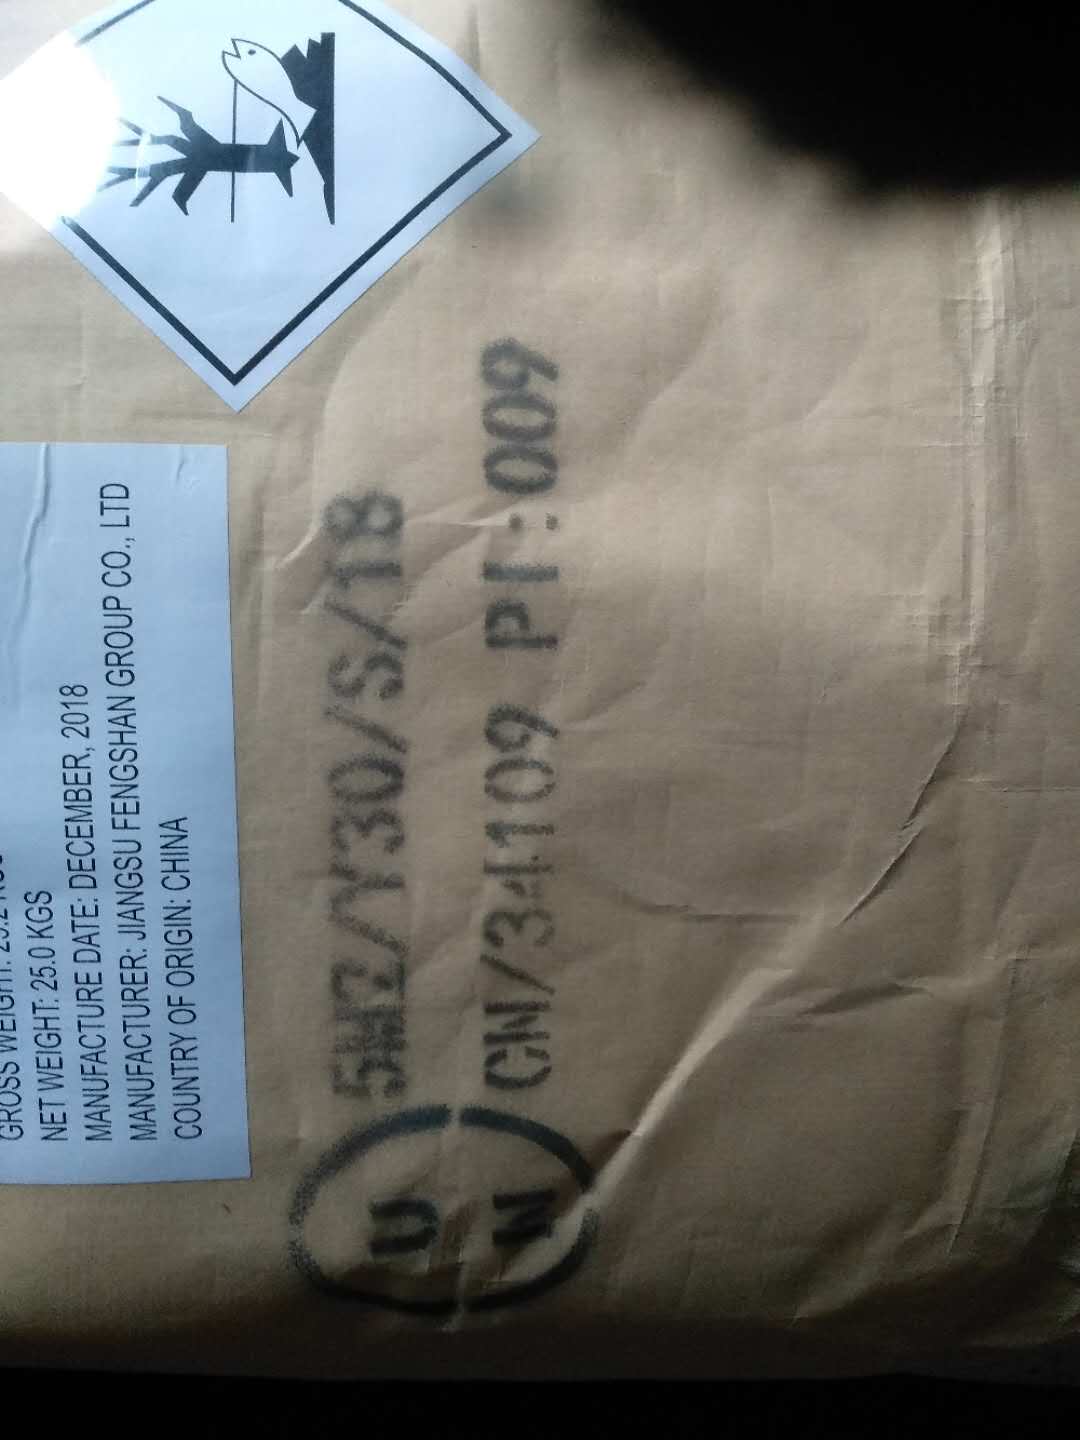 NET WEIGHT: 25.0 KGS
MANUFACTURE DATE: DECEMBER, 2018
MANUFACTURER: JIANGSU FENGSHAN GROUP CO., LTD
COUNTRY OF ORIGIN: CHINA
U
N
5M2/Y30/S/18
CN/34109 PI:009